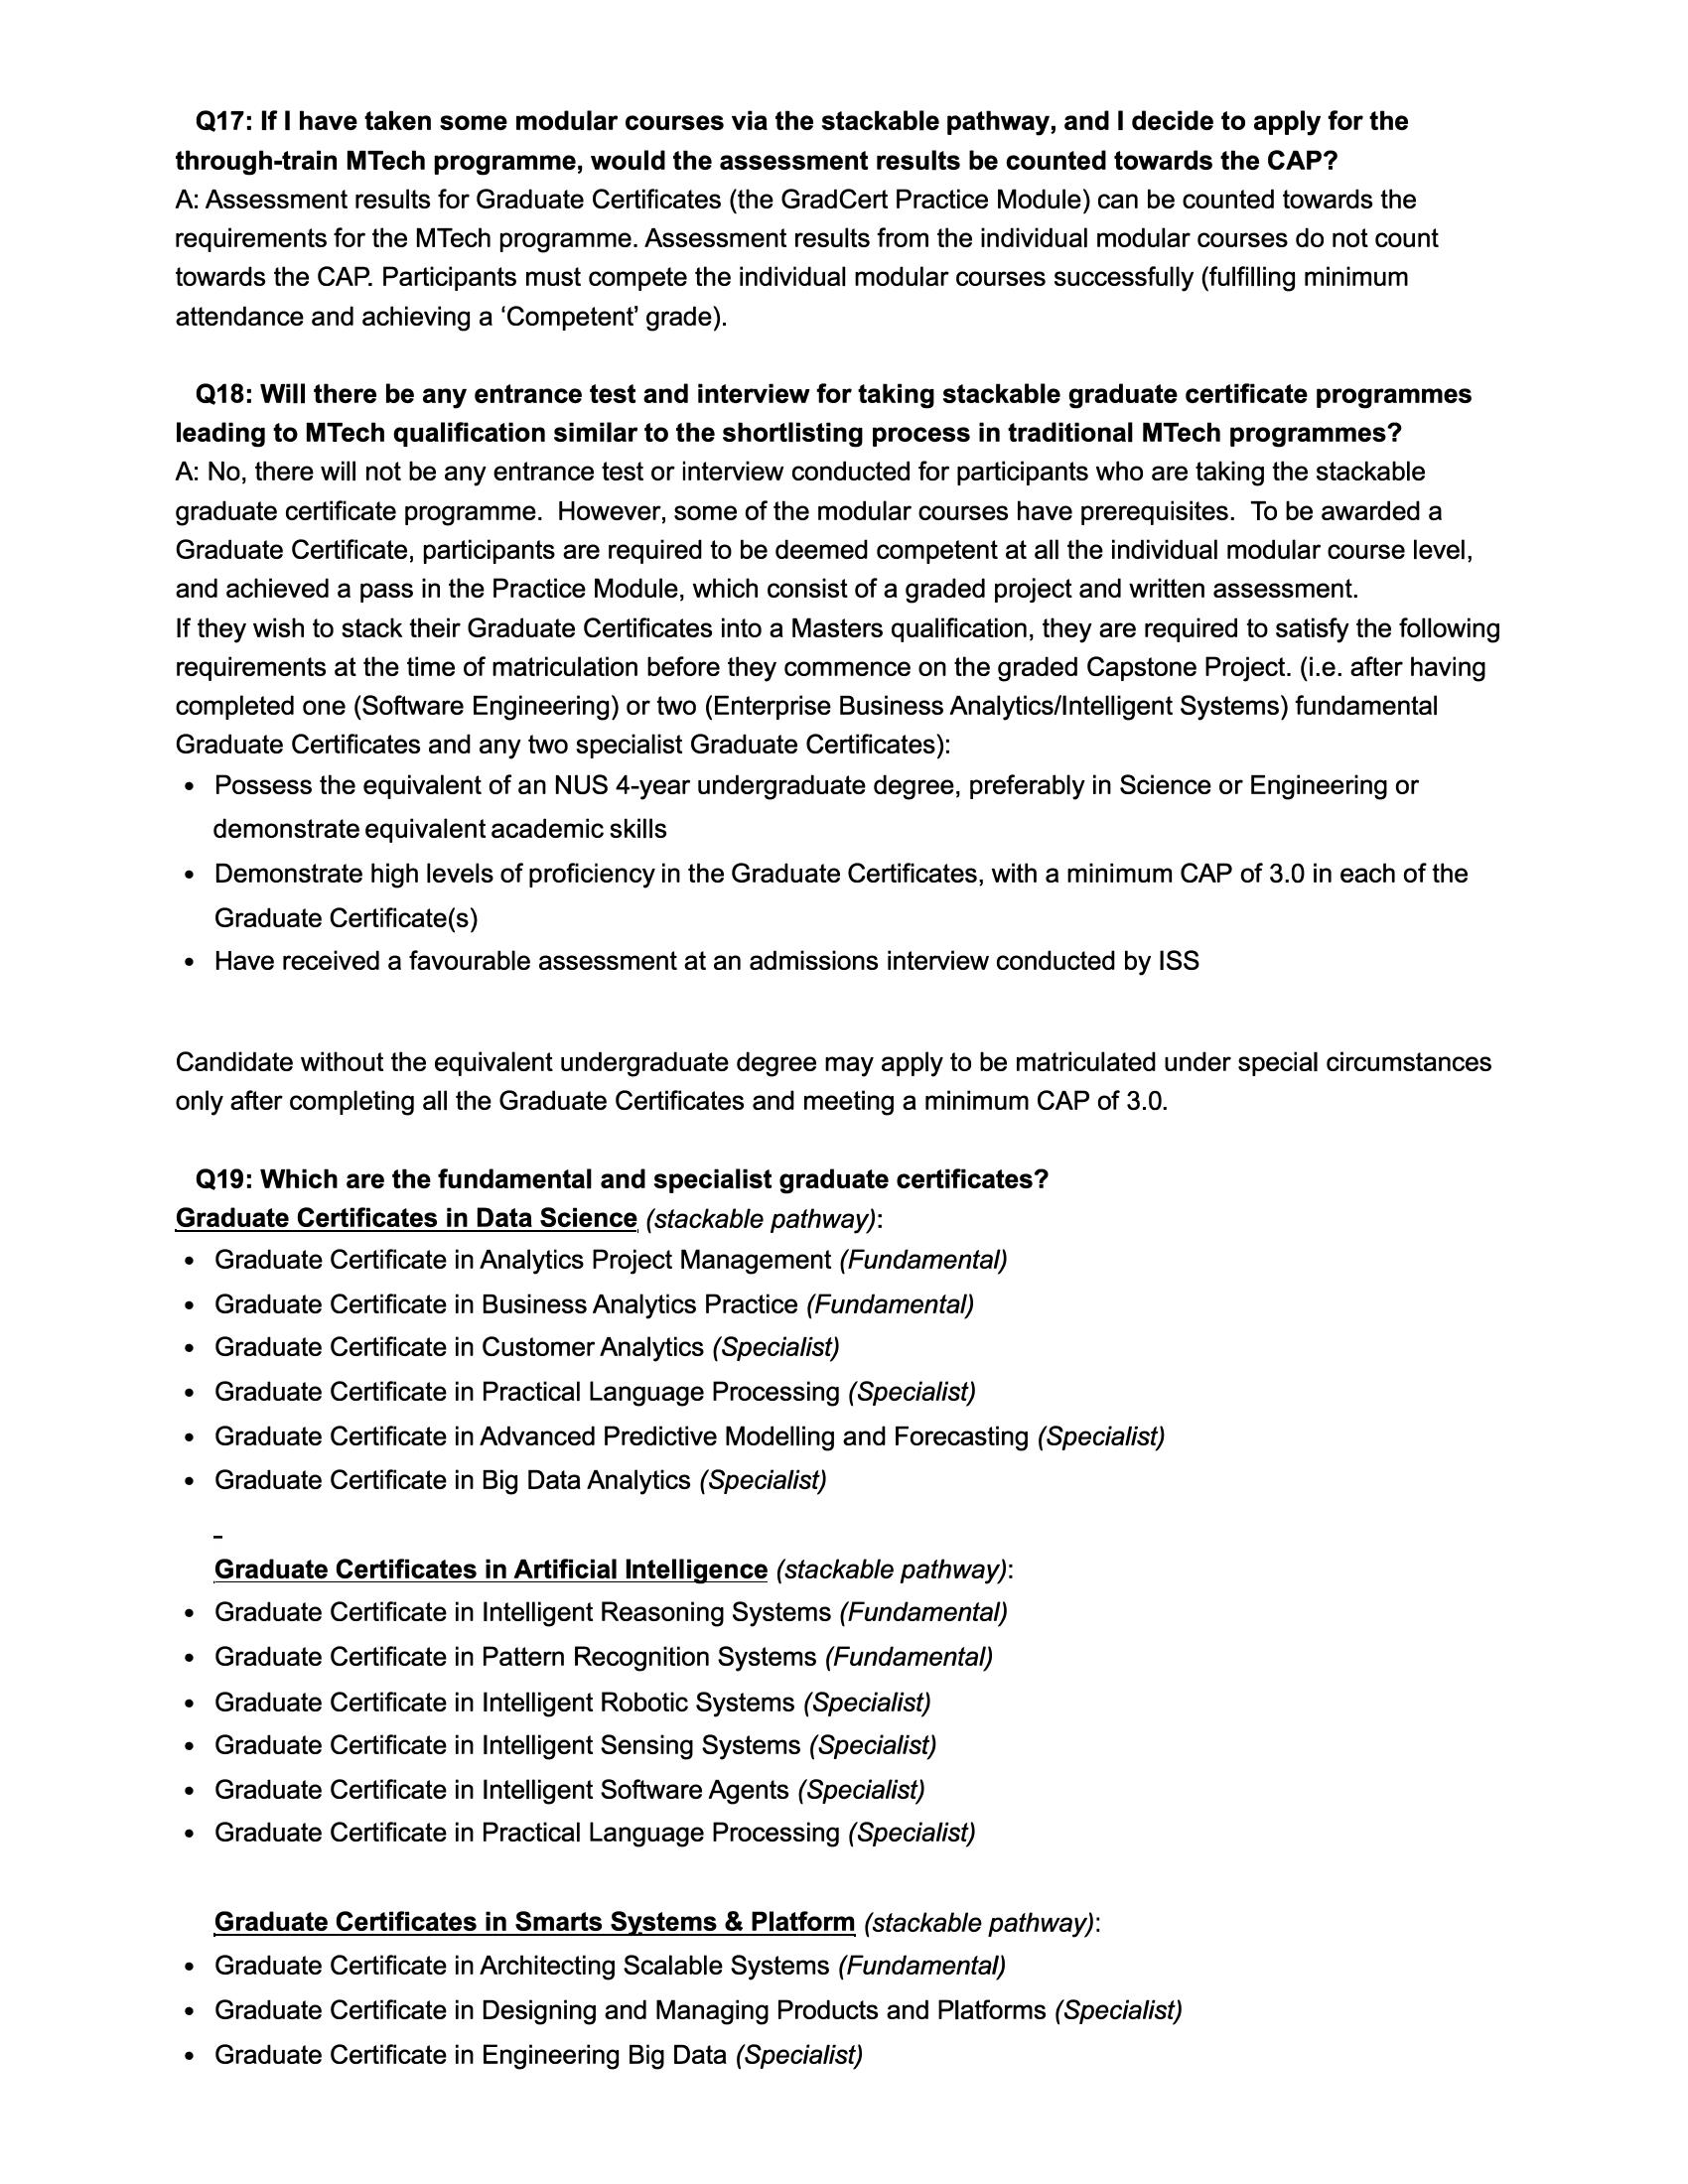 Q17: If I have taken some modular courses via the stackable pathway, and I decide to apply for the
through-train MTech programme, would the assessment results be counted towards the CAP?
A: Assessment results for Graduate Certificates (the GradCert Practice Module) can be counted towards the
requirements for the MTech programme. Assessment results from the individual modular courses do not count
towards the CAP. Participants must compete the individual modular courses successfully (fulfilling minimum
attendance and achieving a ‘Competent’ grade).
Q18: Will there be any entrance test and interview for taking stackable graduate certificate programmes
leading to MTech qualification similar to the shortlisting process in traditional MTech programmes?
A: No, there will not be any entrance test or interview conducted for participants who are taking the stackable
graduate certificate programme.  However, some of the modular courses have prerequisites.  To be awarded a
Graduate Certificate, participants are required to be deemed competent at all the individual modular course level,
and achieved a pass in the Practice Module, which consist of a graded project and written assessment.
If they wish to stack their Graduate Certificates into a Masters qualification, they are required to satisfy the following
requirements at the time of matriculation before they commence on the graded Capstone Project. (i.e. after having
completed one (Software Engineering) or two (Enterprise Business Analytics/Intelligent Systems) fundamental
Graduate Certificates and any two specialist Graduate Certificates):
• Possess the equivalent of an NUS 4-year undergraduate degree, preferably in Science or Engineering or
demonstrate equivalent academic skills
• Demonstrate high levels of proficiency in the Graduate Certificates, with a minimum CAP of 3.0 in each of the
Graduate Certificate(s)
• Have received a favourable assessment at an admissions interview conducted by ISS
Candidate without the equivalent undergraduate degree may apply to be matriculated under special circumstances
only after completing all the Graduate Certificates and meeting a minimum CAP of 3.0.
Q19: Which are the fundamental and specialist graduate certificates?
Graduate Certificates in Data Science (stackable pathway):
• Graduate Certificate in Analytics Project Management (Fundamental)
• Graduate Certificate in Business Analytics Practice (Fundamental)
• Graduate Certificate in Customer Analytics (Specialist)
• Graduate Certificate in Practical Language Processing (Specialist)
• Graduate Certificate in Advanced Predictive Modelling and Forecasting (Specialist)
• Graduate Certificate in Big Data Analytics (Specialist)
Graduate Certificates in Artificial Intelligence (stackable pathway):
• Graduate Certificate in Intelligent Reasoning Systems (Fundamental)
• Graduate Certificate in Pattern Recognition Systems (Fundamental)
• Graduate Certificate in Intelligent Robotic Systems (Specialist)
• Graduate Certificate in Intelligent Sensing Systems (Specialist)
• Graduate Certificate in Intelligent Software Agents (Specialist)
• Graduate Certificate in Practical Language Processing (Specialist)
Graduate Certificates in Smarts Systems & Platform (stackable pathway):
• Graduate Certificate in Architecting Scalable Systems (Fundamental)
• Graduate Certificate in Designing and Managing Products and Platforms (Specialist)
• Graduate Certificate in Engineering Big Data (Specialist)